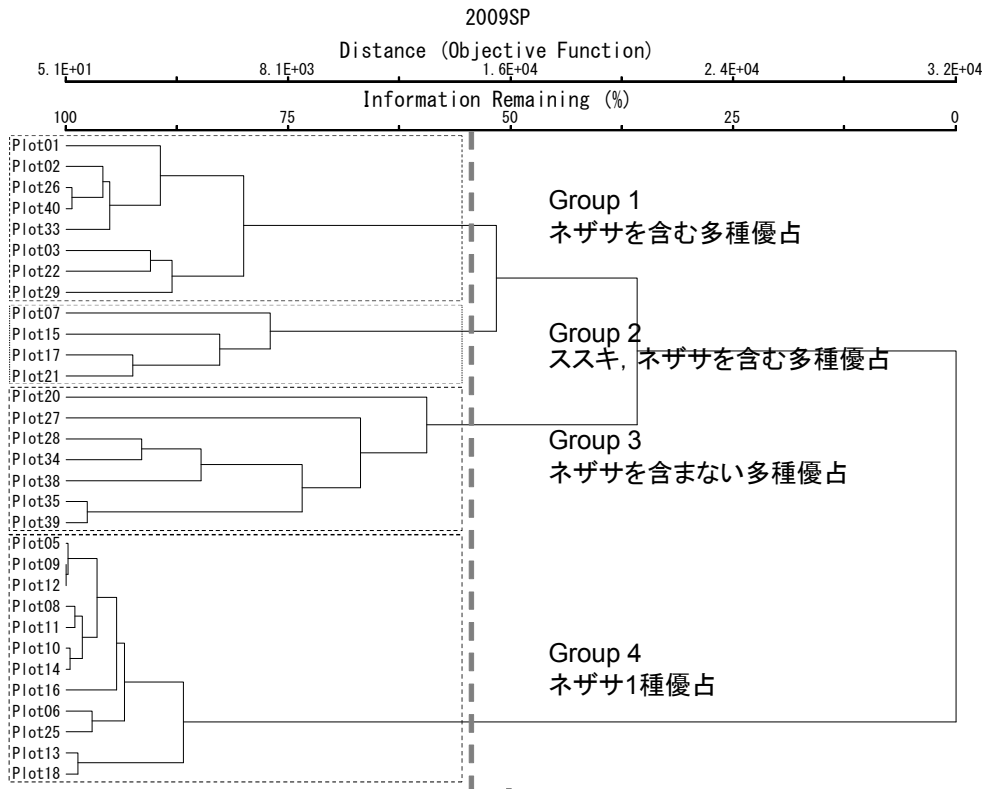 2009SP
Distance (Objective Function)
5.1E+01 8.1E+03 1.6E+04 2.4E+04 3.2E+04
Information Remaining (%)
100 75 50 25 0
Plot01
Plot02
Plot26
Plot40
Plot33
Plot03
Plot22
Plot29
Group 1
ネザサを含む多種優占
Plot07
Plot15
Plot17
Plot21
Group 2
ススキ, ネザサを含む多種優占
Plot20
Plot27
Plot28
Plot34
Plot38
Plot35
Plot39
Group 3
ネザサを含まない多種優占
Plot05
Plot09
Plot12
Plot08
Plot11
Plot10
Plot14
Plot16
Plot06
Plot25
Plot13
Plot18
Group 4
ネザサ1種優占